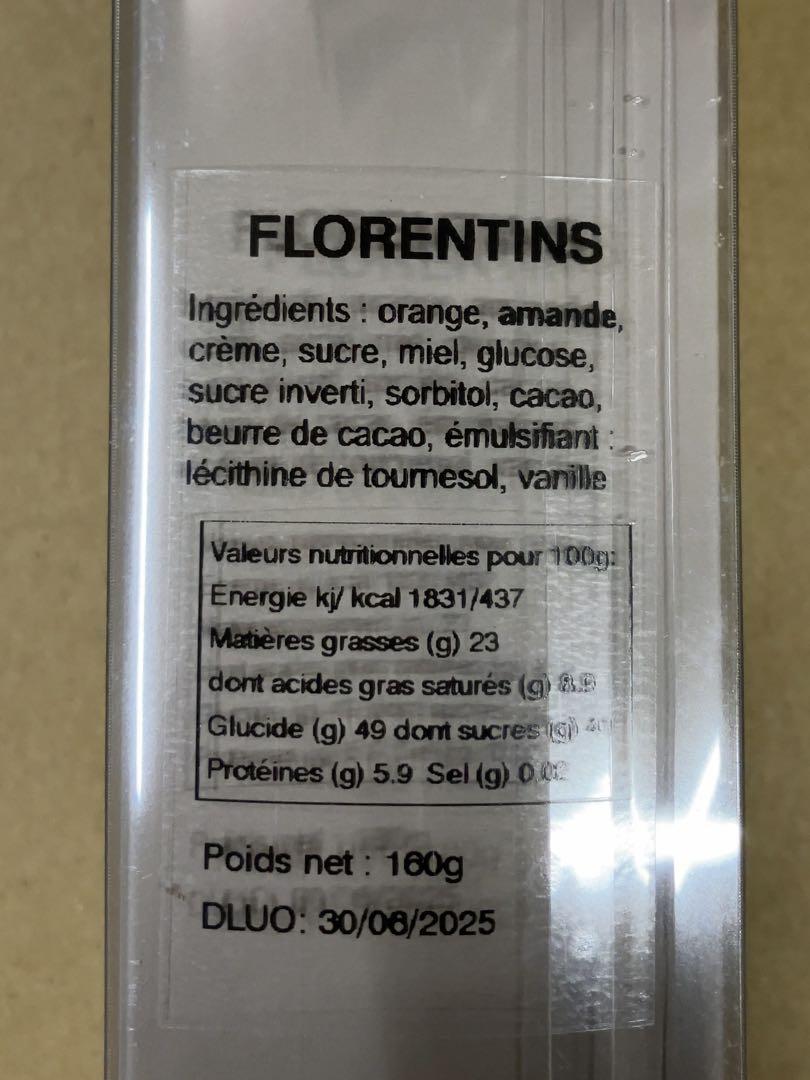 FLORENTINS
Ingrédients : orange, amande,
crème, sucre, miel, glucose,
sucre inverti, sorbitol, cacao,
beurre de cacao, émulsifiant :
lécithine de tournesol, vanille
Valeurs nutritionnelles pour 100g:
Energie kj/ kcal 1831/437
Matières grasses (g) 23
dont acides gras saturés (g)
Glucide (g) 49 dont sucres (g)
Protéines (g) 5.9 Sel (g)
Poids net : 160g
DLUO: 30/06/2025